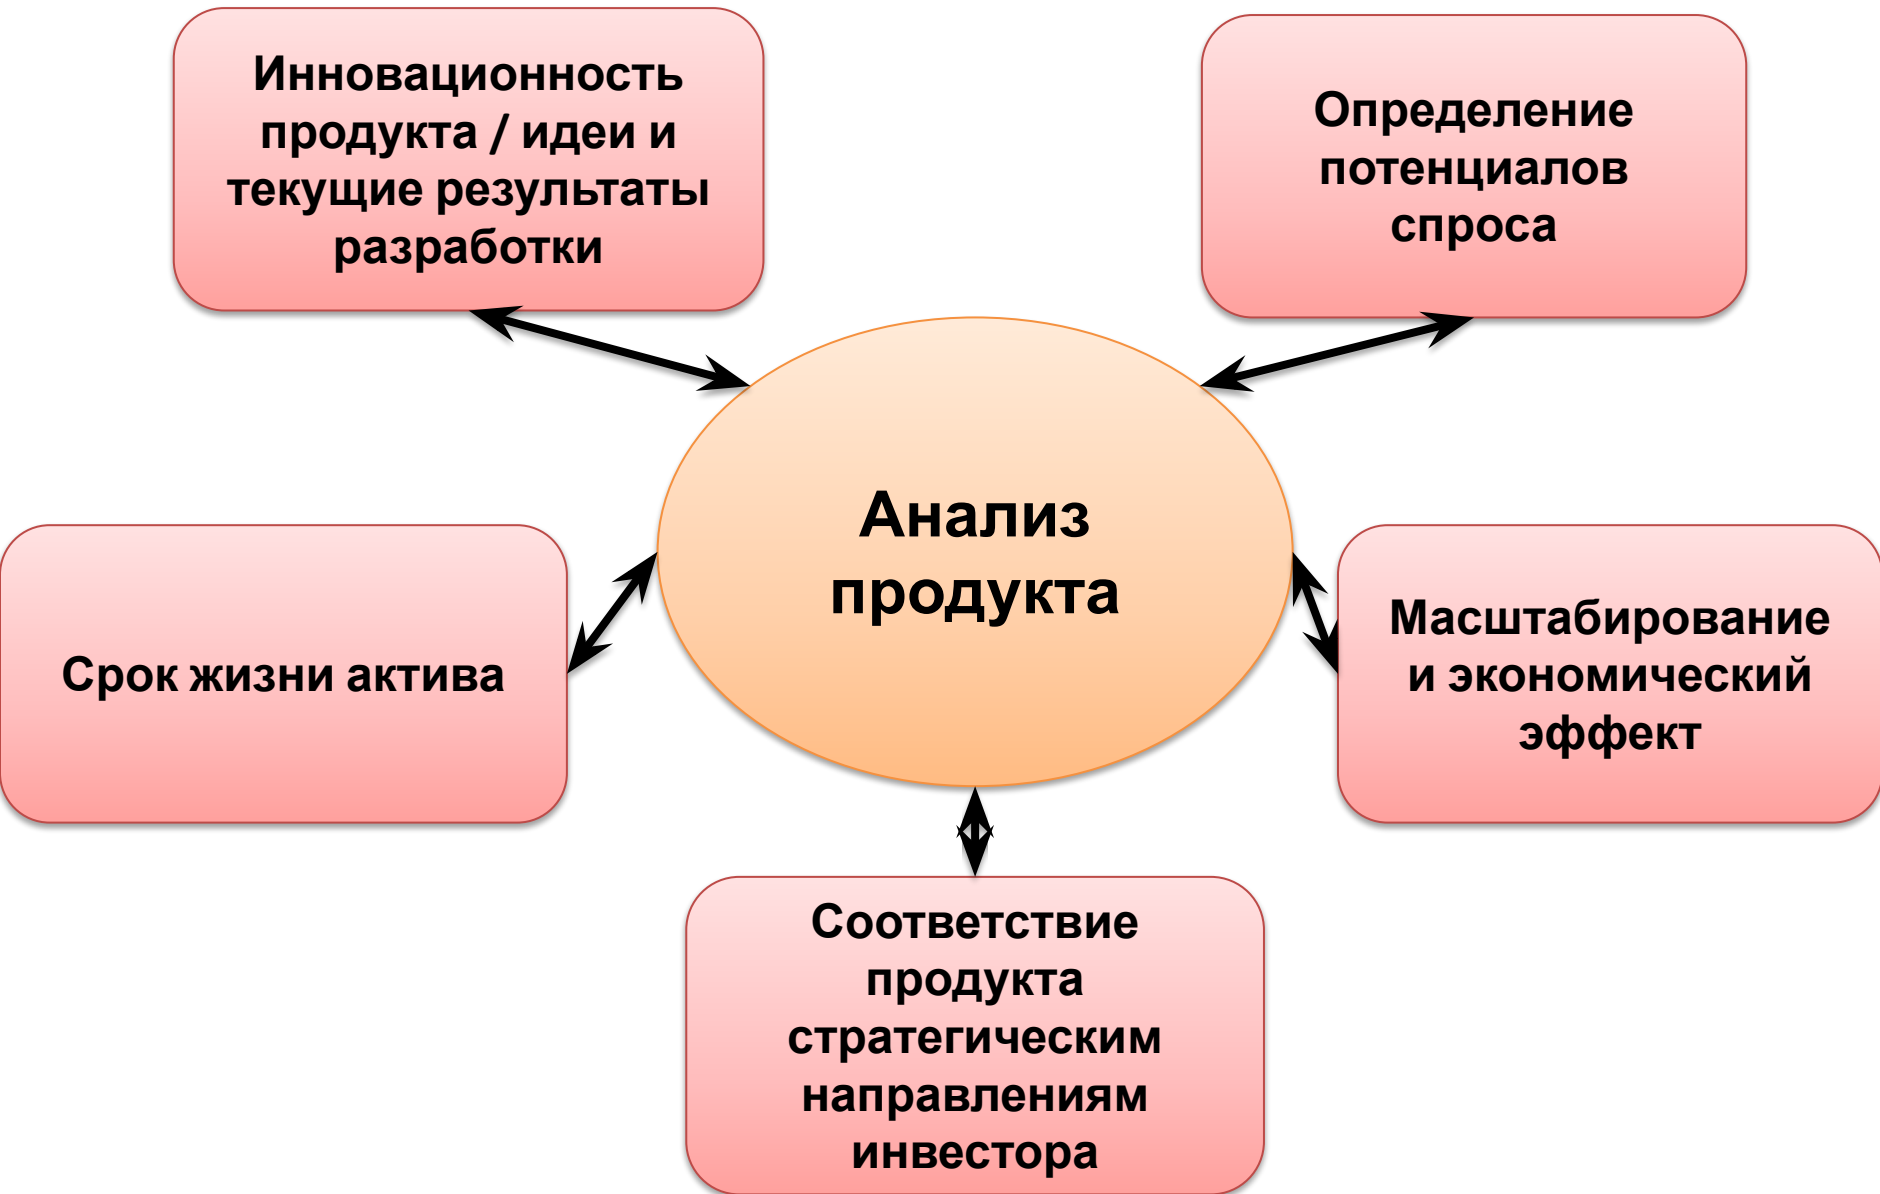 Инновационность
продукта / идеи и
текущие результаты
разработки
Определение
потенциалов
спроса
Анализ
продукта
Срок жизни актива
Масштабирование
и экономический
эффект
Соответствие
продукта
стратегическим
направлениям
инвестора